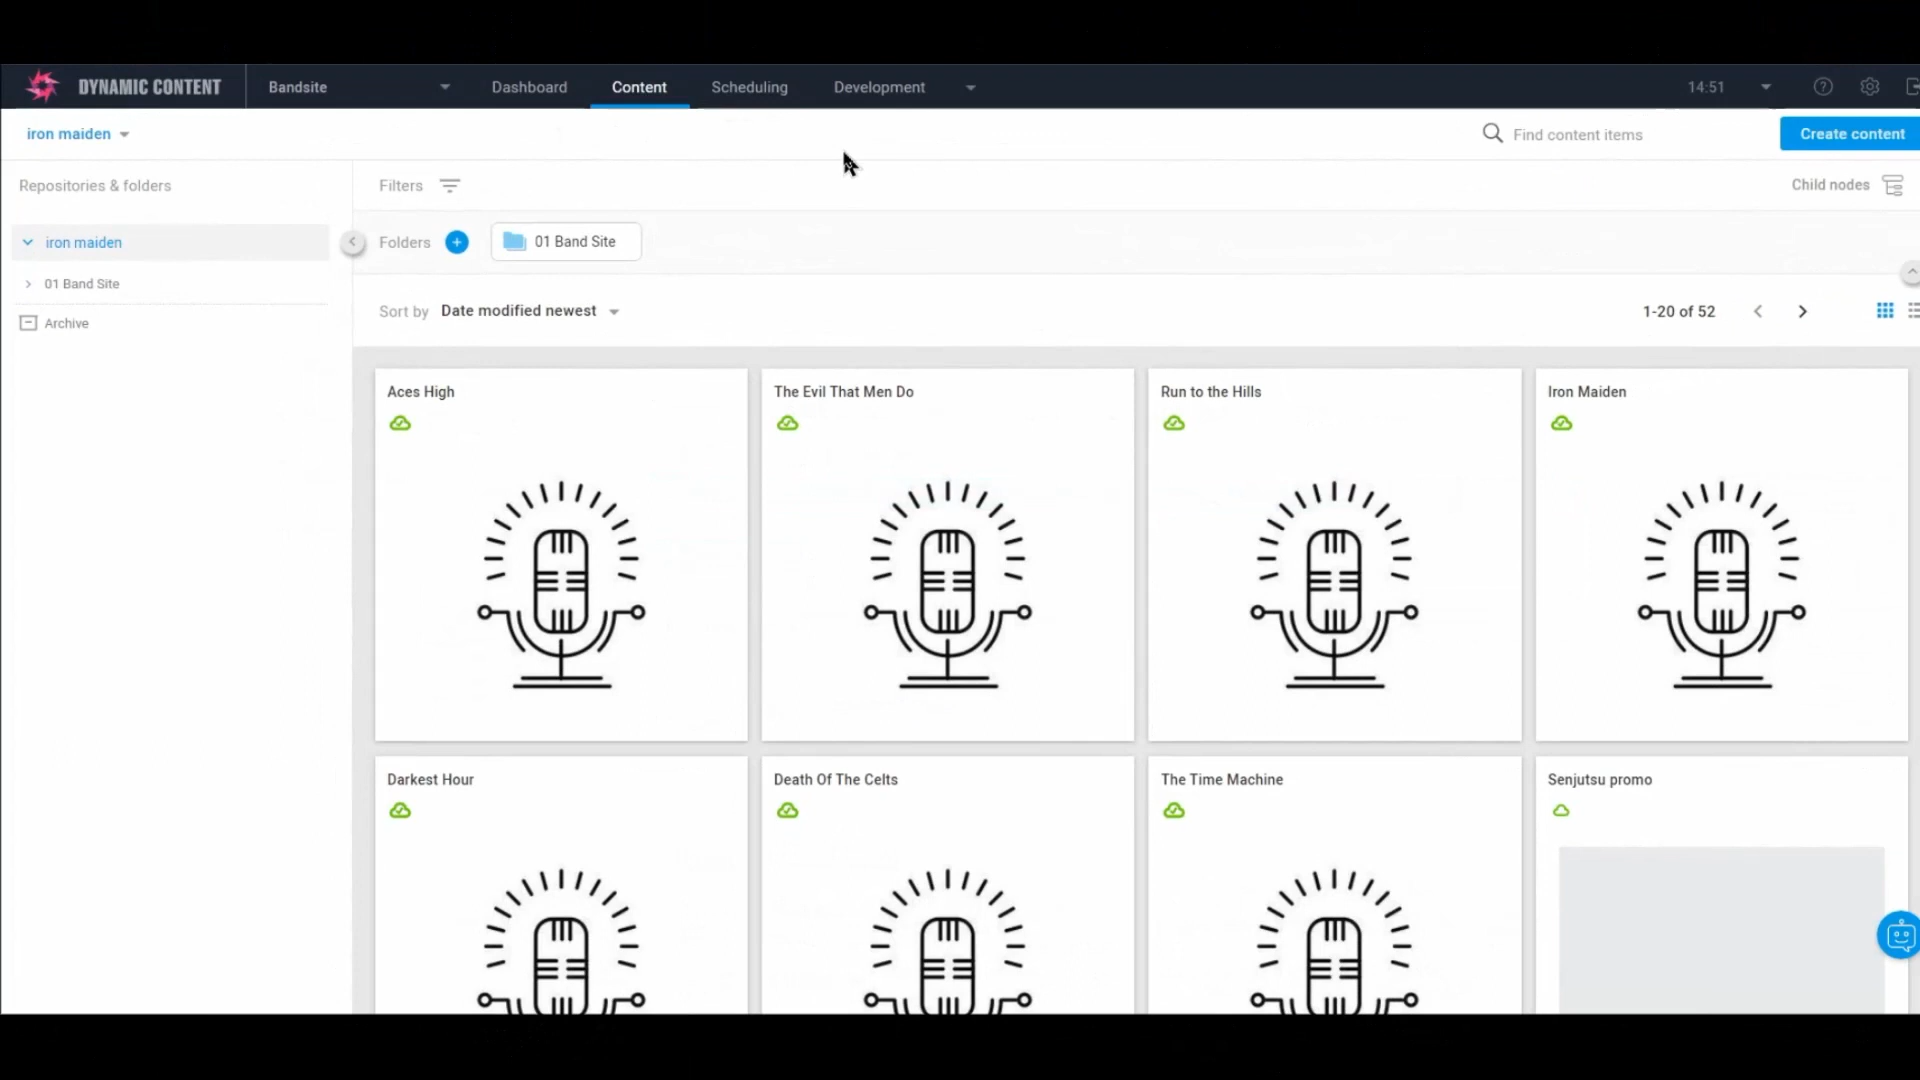 DYNAMIC CONTENT
Bandsite
Dashboard
Content
Scheduling
Development
14:51
iron maiden
Find content items
Create content
Repositories & folders
Filters
Child nodes
iron maiden
Folders
01 Band Site
01 Band Site
Archive
Sort by
Date modified newest
1-20 of 52
Aces High
The Evil That Men Do
Run to the Hills
Iron Maiden
Darkest Hour
Death Of The Celts
The Time Machine
Senjutsu promo